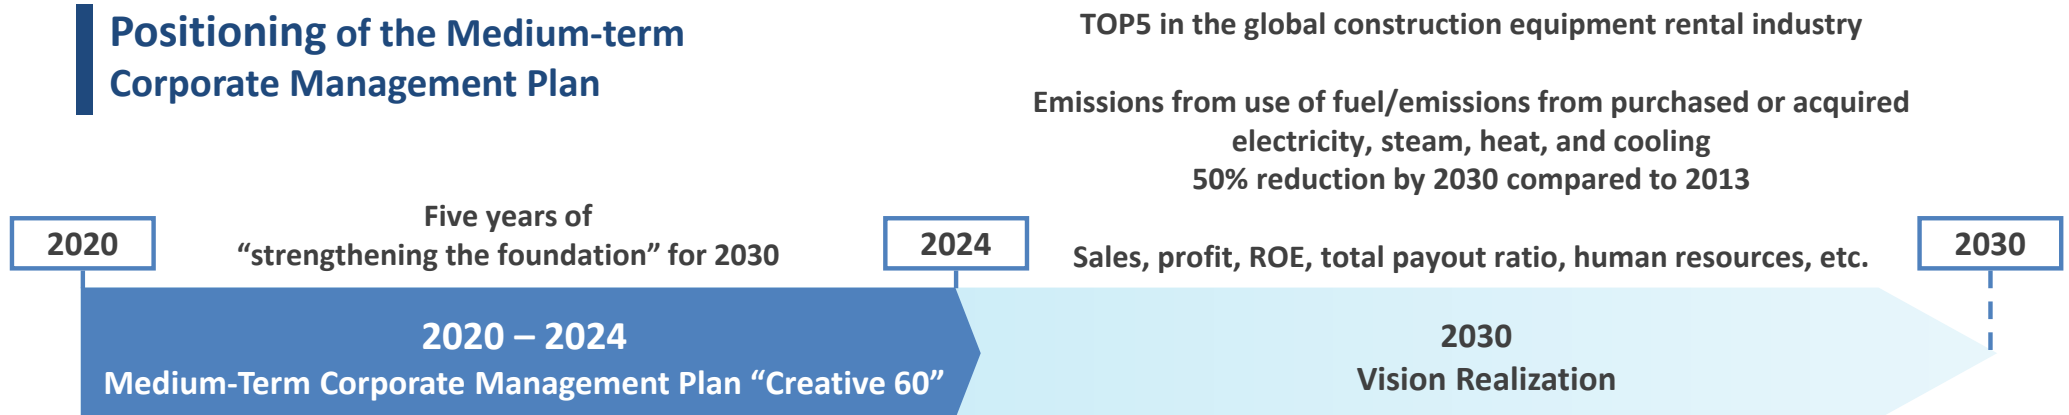 Positioning of the Medium-term
Corporate Management Plan
TOP5 in the global construction equipment rental industry
Emissions from use of fuel/emissions from purchased or acquired
electricity, steam, heat, and cooling
50% reduction by 2030 compared to 2013
2020
Five years of
“strengthening the foundation” for 2030
2024
Sales, profit, ROE, total payout ratio, human resources, etc.
2030
2020 – 2024
Medium-Term Corporate Management Plan “Creative 60”
2030
Vision Realization